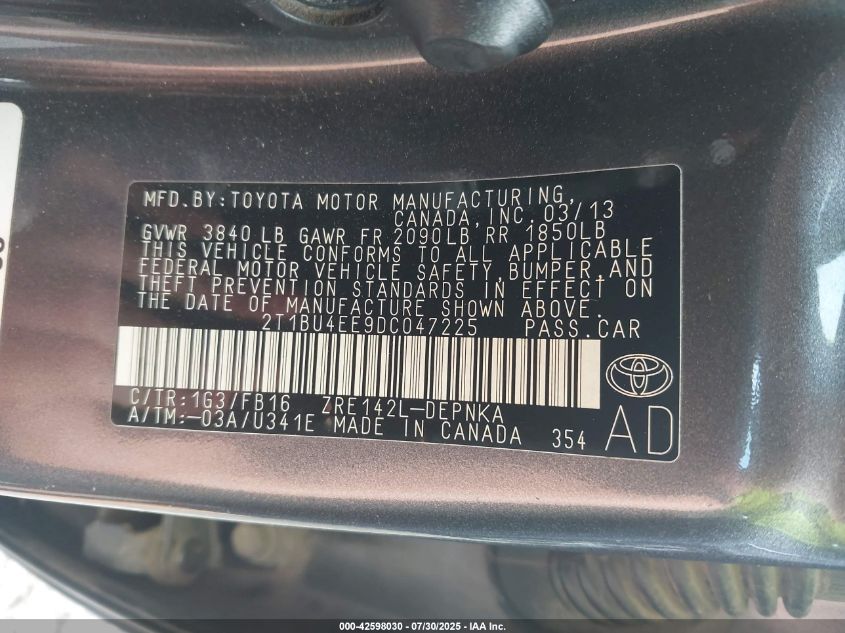 MFD.BY:TOYOTA MOTOR MANUFACTURING,
CANADA,INC.03/13
GVWR 3840 LB GAWR FR 2090LB RR 1850LB
THIS VEHICLE CONFORMS TO ALL APPLICABLE
FEDERAL MOTOR VEHICLE SAFETY,BUMPER,AND
THEFT PREVENTION STANDARDS IN EFFECT ON
THE DATE OF MANUFACTURE SHOWN ABOVE.
2T1BU4EE9DC047225 PASS.CAR
C/TR:1G3/FB16 ZRE142L-DEPNKA
A/TM:-03A/U341E MADE IN CANADA 354 AD
000-42598030 - 07/30/2025 - IAA Inc.